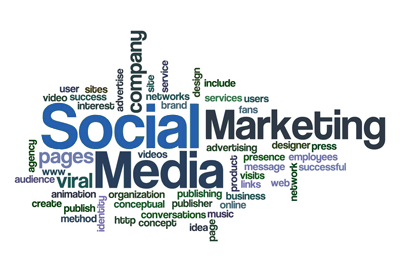 company
advertise
site
service
design
include
user
sites
video
success
networks
interest
brand
services
users
fans
Social
Marketing
agency
pages
videos
advertising
designer
press
www
Media
product
presence
employees
audience
viral
message
successful
visits
links
web
network
animation
organization
publishing
business
create
publish
identity
conceptual
publisher
online
method
conversations
music
http
concept
idea
page